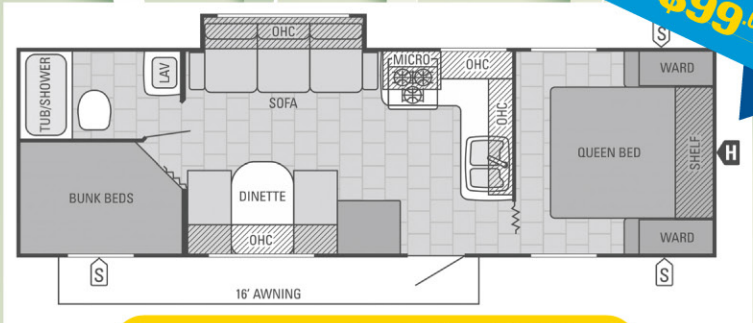 $99.
S
OHC
MICRO
OHC
WARD
TUB/SHOWER
LAV
SOFA
OHC
QUEEN BED
SHELF
H
BUNK BEDS
DINETTE
OHC
WARD
S
S
16' AWNING